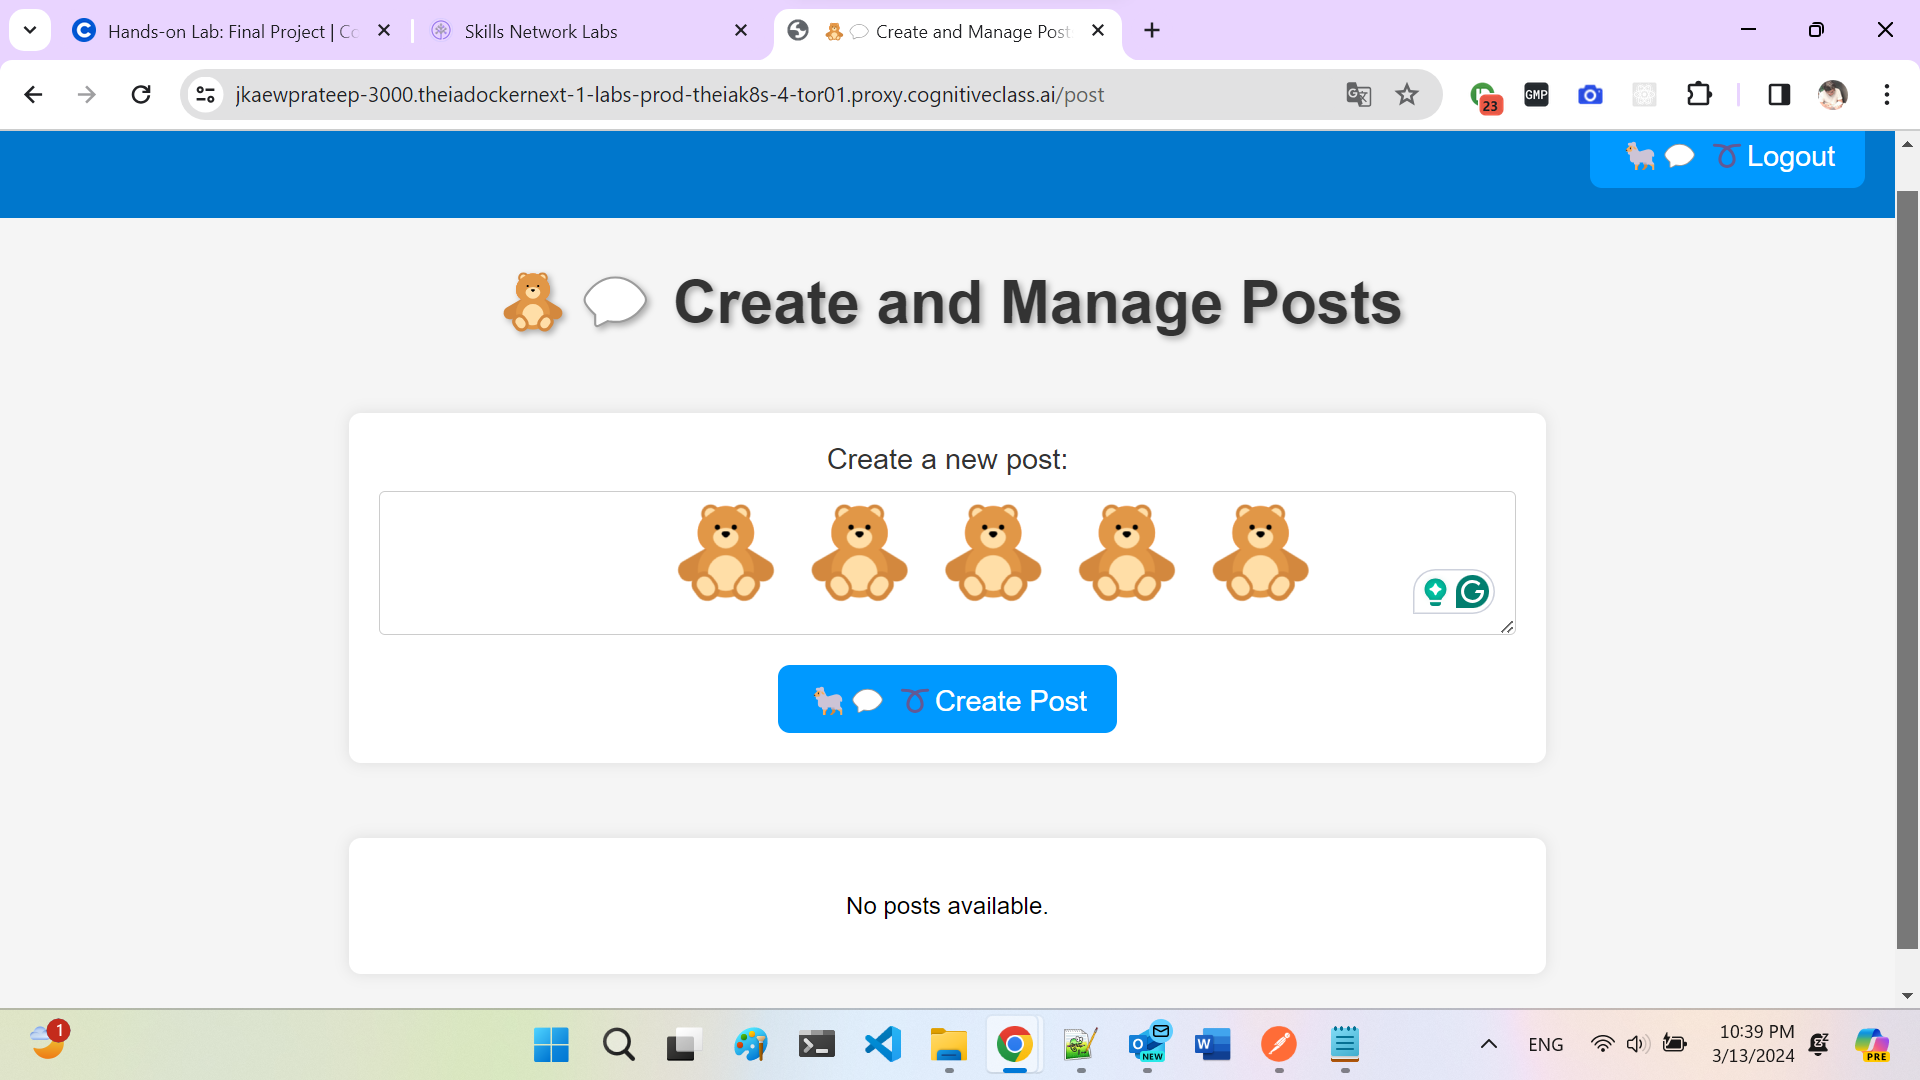 Hands-on Lab: Final Project | Co
Skills Network Labs
🧸💬 Create and Manage Posts
jkaewprateep-3000.theiadockernext-1-labs-prod-theiak8s-4-tor01.proxy.cognitiveclass.ai/post
23
GMP
🐑💬 ➰Logout
🧸💬 Create and Manage Posts
Create a new post:
🧸 🧸 🧸 🧸 🧸
🐑💬 ➰Create Post
No posts available.
1
NEW
ENG
10:39 PM
3/13/2024
PRE